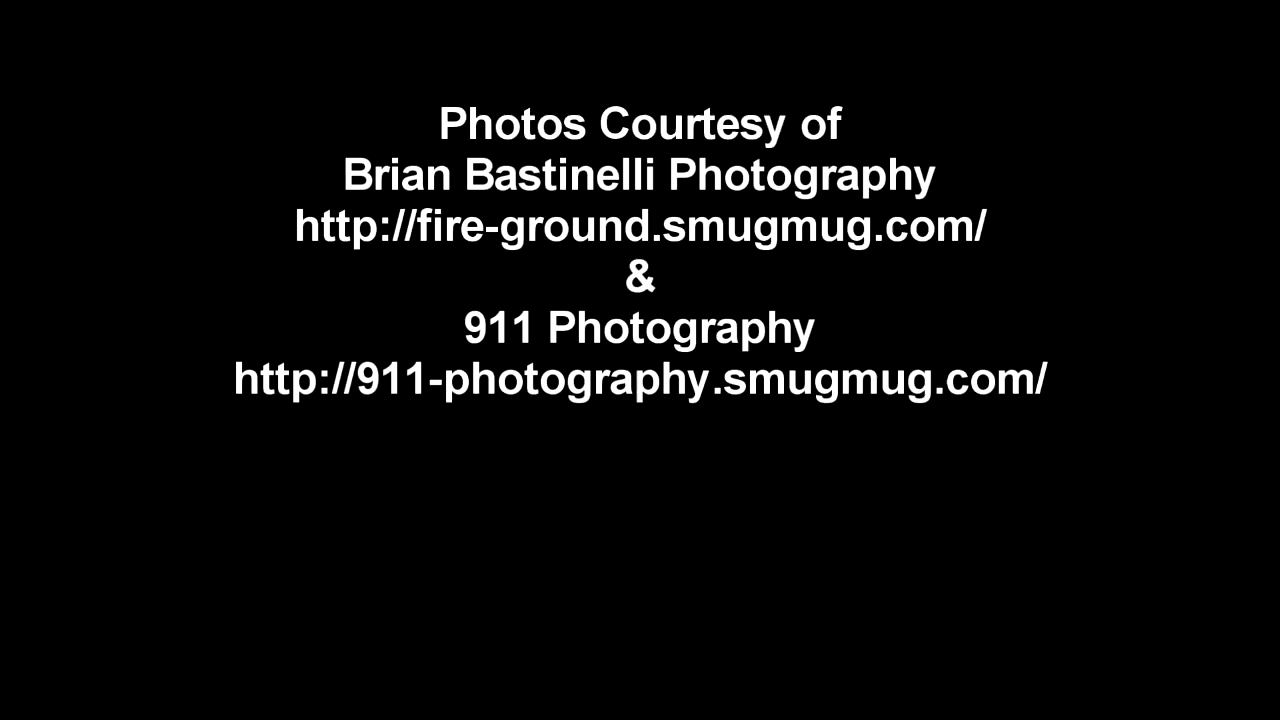 Photos Courtesy of
Brian Bastinelli Photography
http://fire-ground.smugmug.com/
&
911 Photography
http://911-photography.smugmug.com/